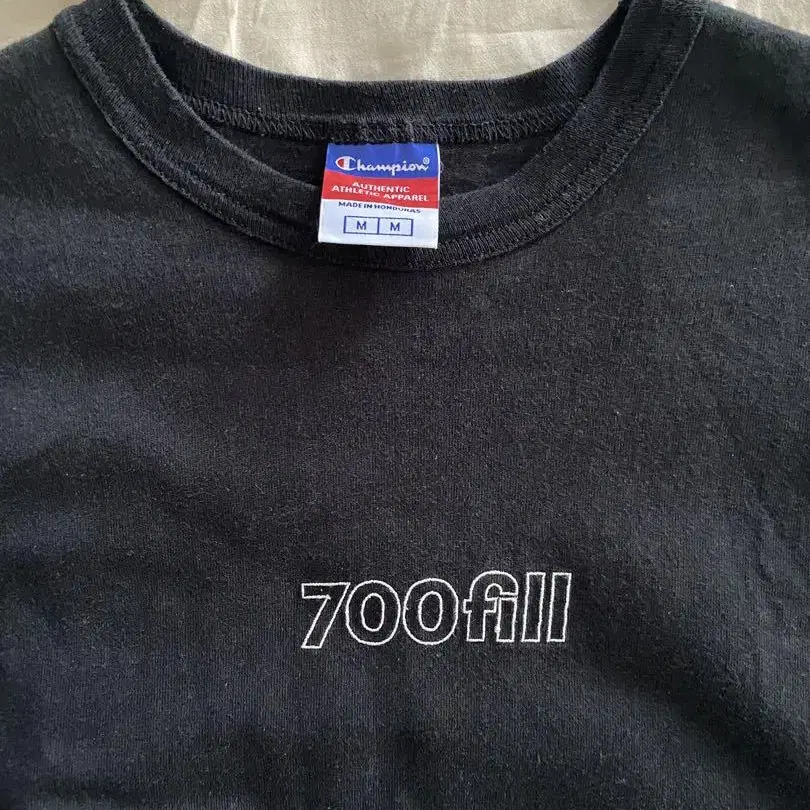 Champion®
AUTHENTIC
ATHLETIC APPAREL
MADE IN HONDURAS
M M
700fill